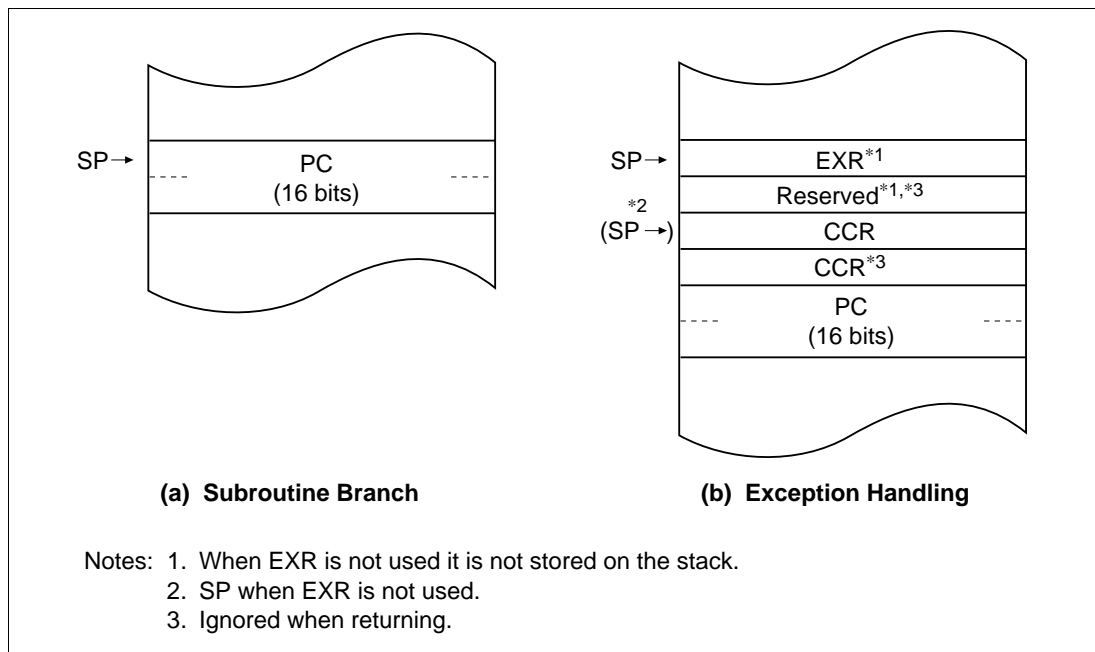 SP→
PC
(16 bits)
(a) Subroutine Branch
SP→
*2
(SP→)
EXR*1
Reserved*1,*3
CCR
CCR*3
PC
(16 bits)
(b) Exception Handling
Notes: 1. When EXR is not used it is not stored on the stack.
2. SP when EXR is not used.
3. Ignored when returning.